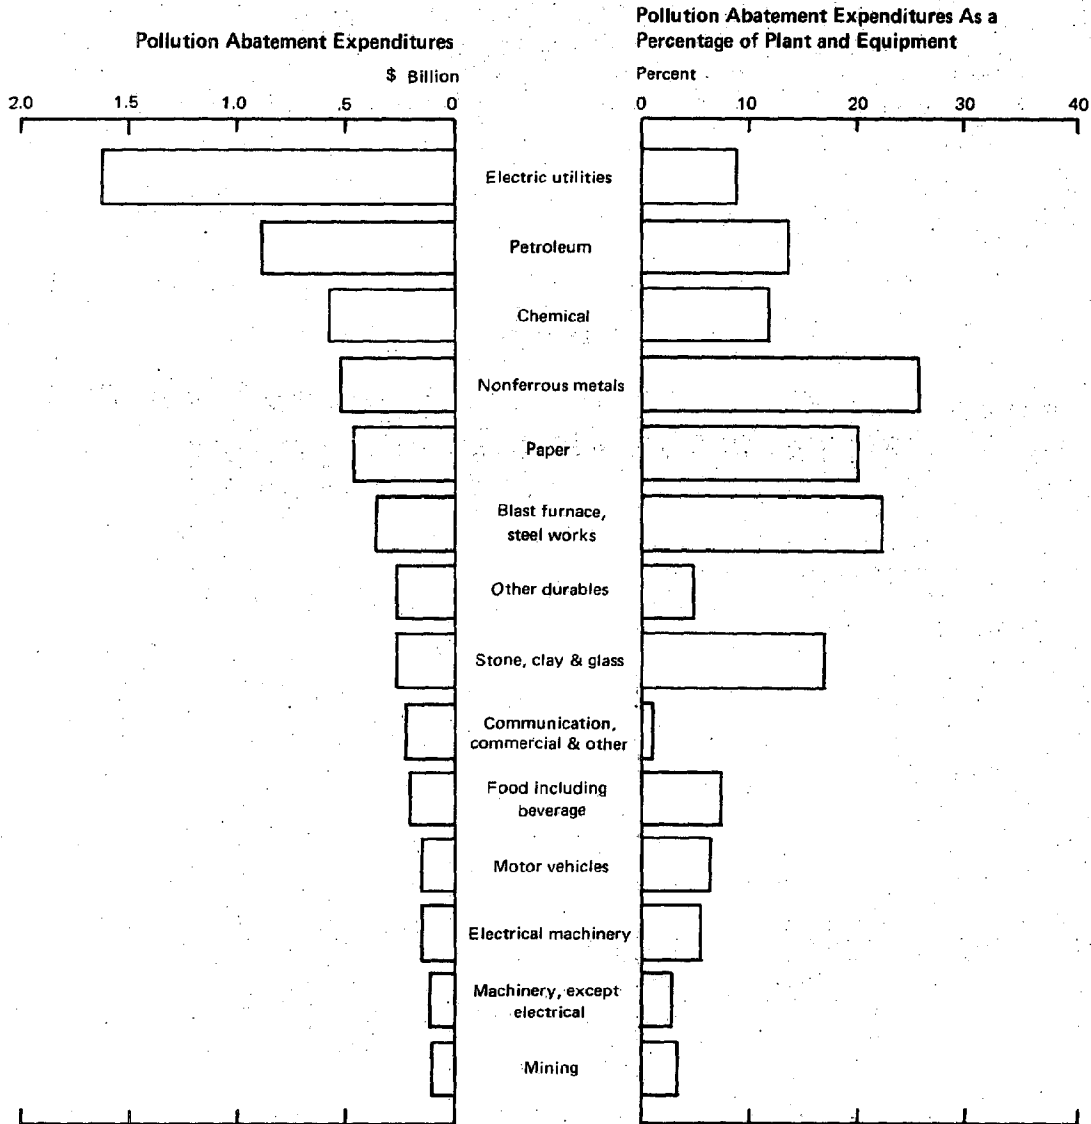 Pollution Abatement Expenditures
$ Billion
2.0 1.5 1.0 .5 0
Pollution Abatement Expenditures As a
Percentage of Plant and Equipment
Percent
0 10 20 30 40
Electric utilities
Petroleum
Chemical
Nonferrous metals
Paper
Blast furnace,
steel works
Other durables
Stone, clay & glass
Communication,
commercial & other
Food including
beverage
Motor vehicles
Electrical machinery
Machinery, except
electrical
Mining